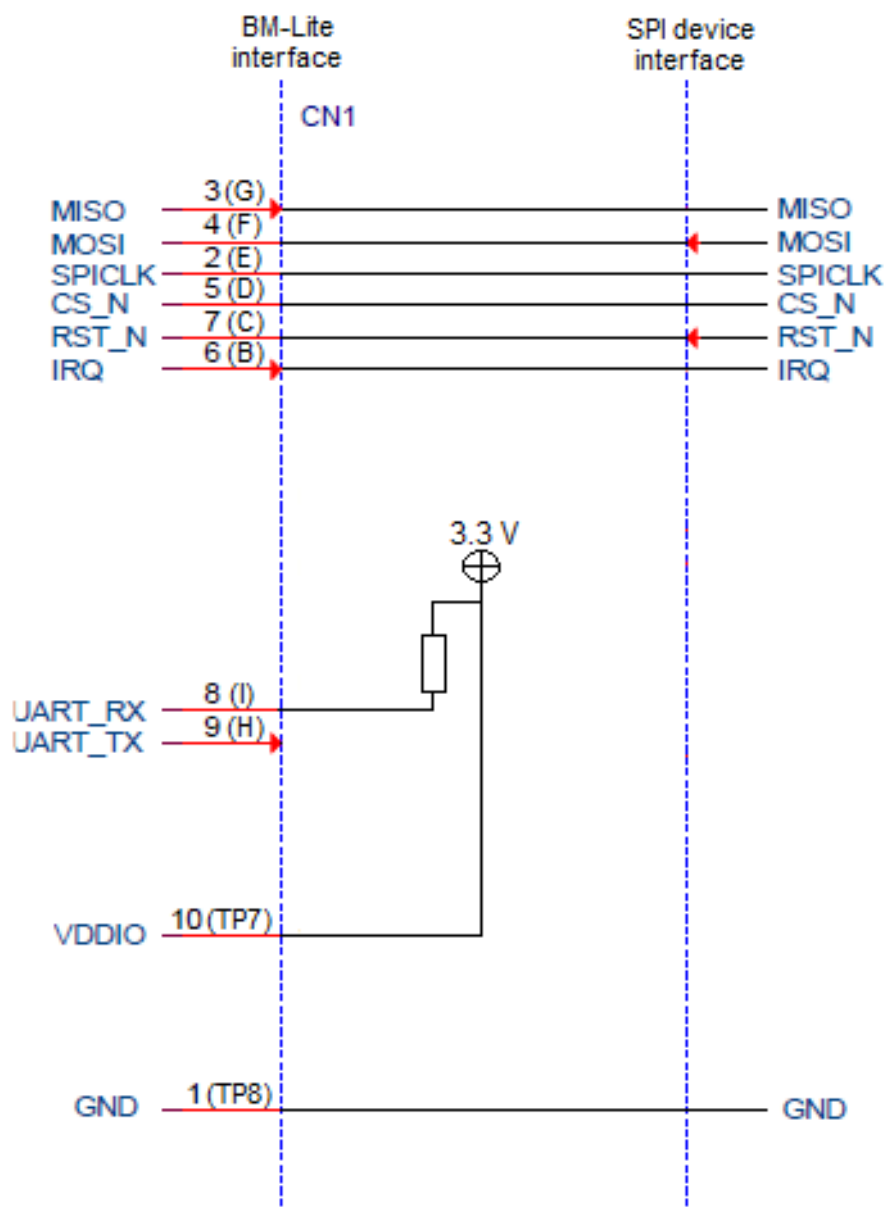 BM-Lite
interface
SPI device
interface
CN1
MISO 3 (G) MISO
MOSI 4 (F) MOSI
SPICLK 2 (E) SPICLK
CS_N 5 (D) CS_N
RST_N 7 (C) RST_N
IRQ 6 (B) IRQ
3.3 V
UART_RX 8 (I)
UART_TX 9 (H)
VDDIO 10 (TP7)
GND 1 (TP8) GND